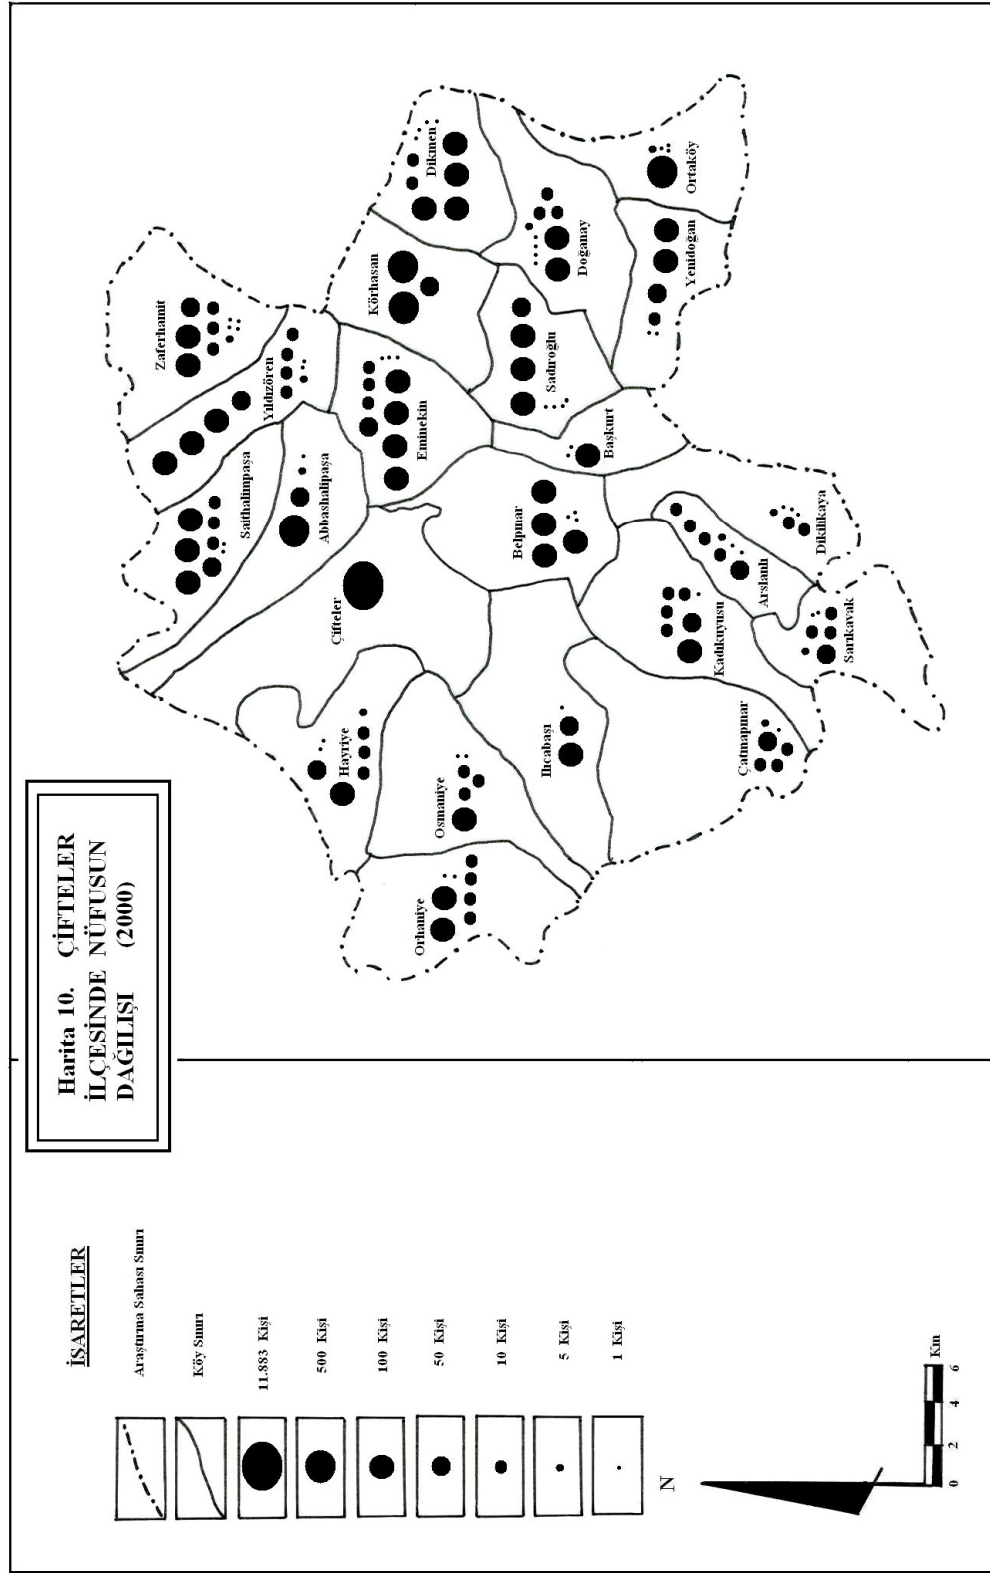 Harita 10. ÇİFTELER
İLÇESİNDE NÜFUSUN
DAĞILIŞI (2000)
Zaferhamit
Yıldızören
Saithalimpaşa
Abbashalipaşa
Dikmen
Körhasan
Eminekin
Çifteler
Hayriye
Orhaniye
Osmaniye
Ilıcabaşı
Belpınar
Başkurt
Sadıroğlu
Doğanay
Ortaköy
Yenidoğan
Dikilikaya
Arslanlı
Kadıkuyusu
Sarıkavak
Çatmapınar
İŞARETLER
Araştırma Sahası Sınırı
Köy Sınırı
11.883 Kişi
500 Kişi
100 Kişi
50 Kişi
10 Kişi
5 Kişi
1 Kişi
N
0 2 4 6 Km